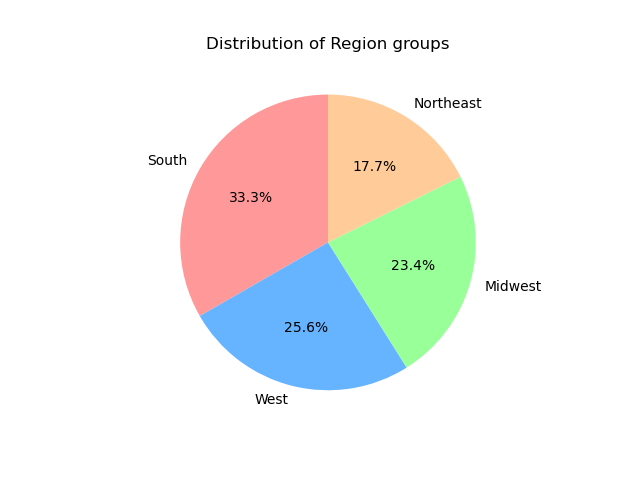 Distribution of Region groups
Northeast
South
17.7%
33.3%
23.4%
Midwest
25.6%
West